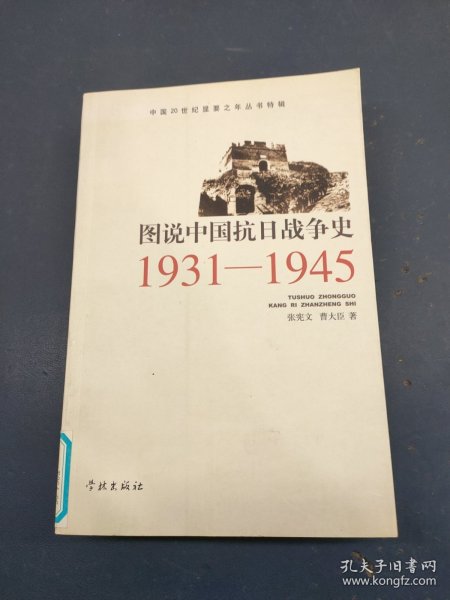 中国20世纪显要之年丛书特辑
图说中国抗日战争史
1931—1945
TUSHUO ZHONGGUO
KANG RI ZHANZHENG SHI
张宪文 曹大臣 著
学林出版社
孔夫子旧书网
www.kongfz.com